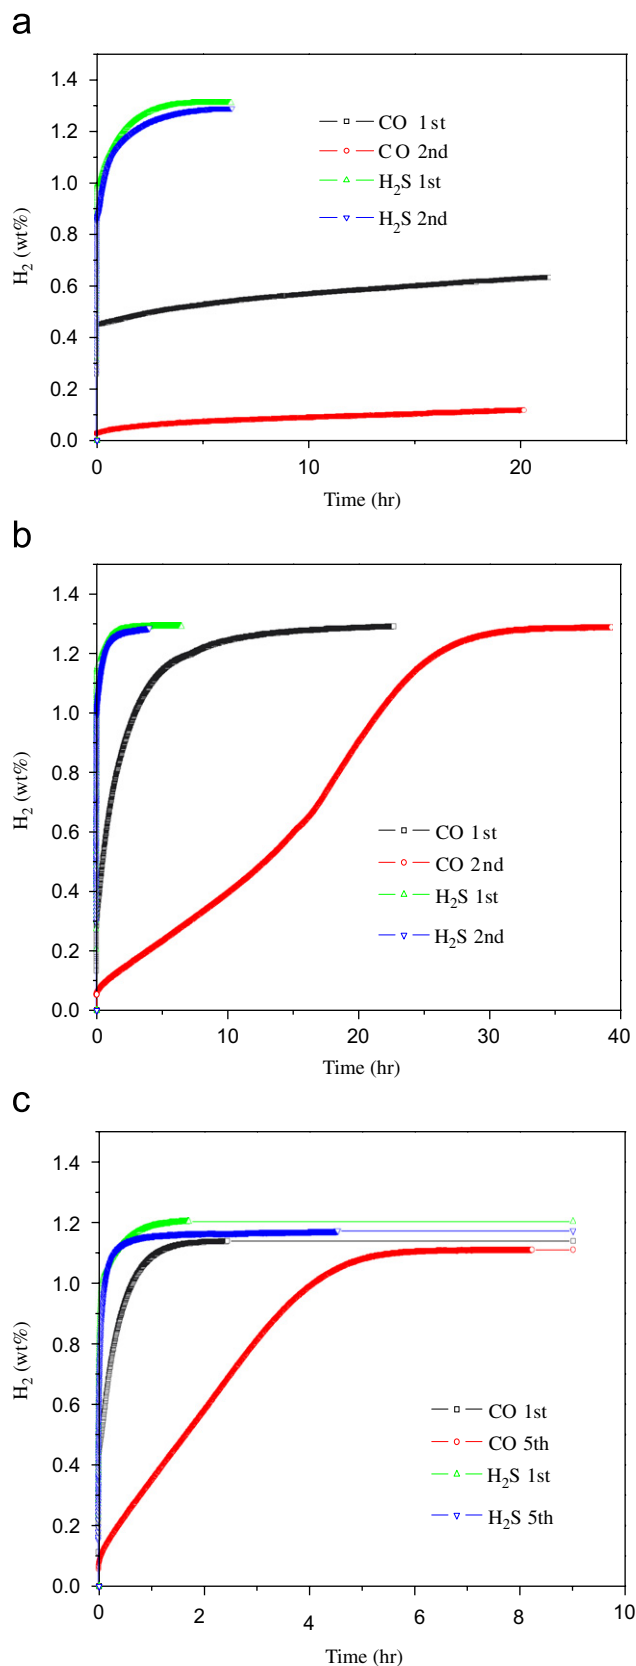 a
1.4
1.2
1.0
0.8
0.6
0.4
0.2
0.0
H2 (wt%)
CO 1st
CO 2nd
H2S 1st
H2S 2nd
0 10 20
Time (hr)
b
1.4
1.2
1.0
0.8
0.6
0.4
0.2
0.0
H2 (wt%)
CO 1st
CO 2nd
H2S 1st
H2S 2nd
0 10 20 30 40
Time (hr)
c
1.4
1.2
1.0
0.8
0.6
0.4
0.2
0.0
H2 (wt%)
CO 1st
CO 5th
H2S 1st
H2S 5th
0 2 4 6 8 10
Time (hr)